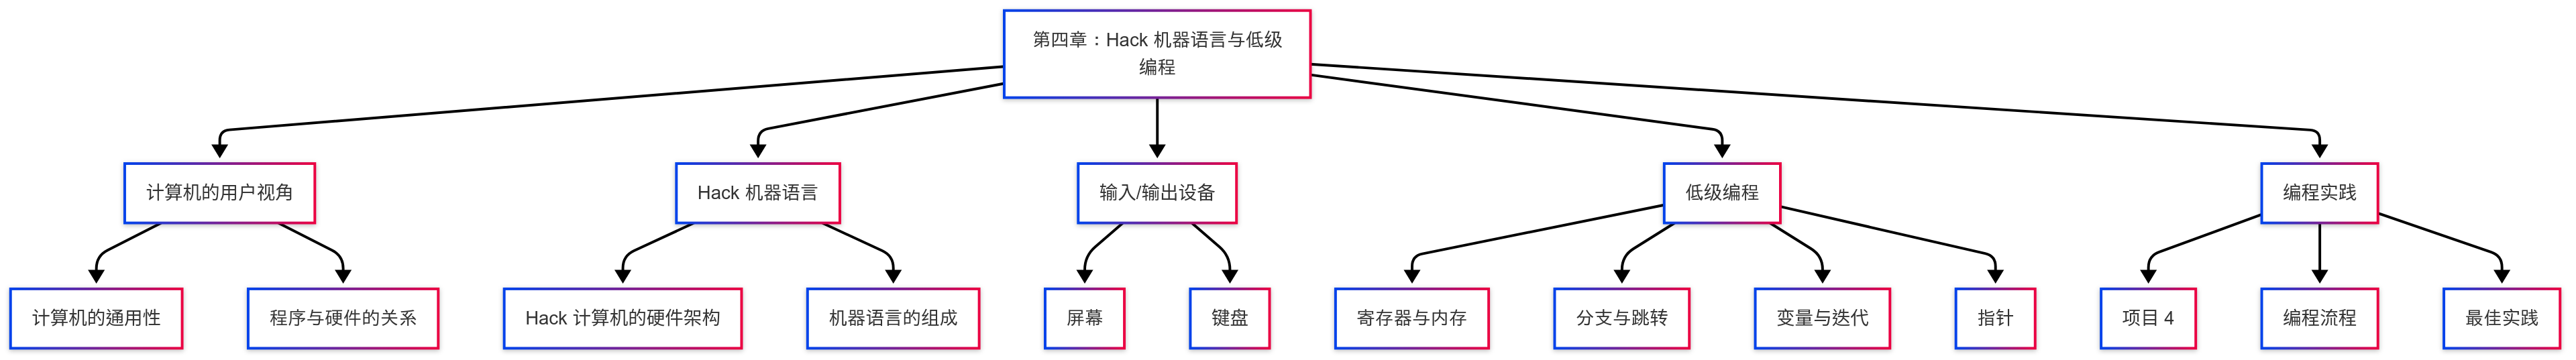 第四章：Hack 机器语言与低级
编程
计算机的用户视角
Hack 机器语言
输入/输出设备
低级编程
编程实践
计算机的通用性
程序与硬件的关系
Hack 计算机的硬件架构
机器语言的组成
屏幕
键盘
寄存器与内存
分支与跳转
变量与迭代
指针
项目 4
编程流程
最佳实践